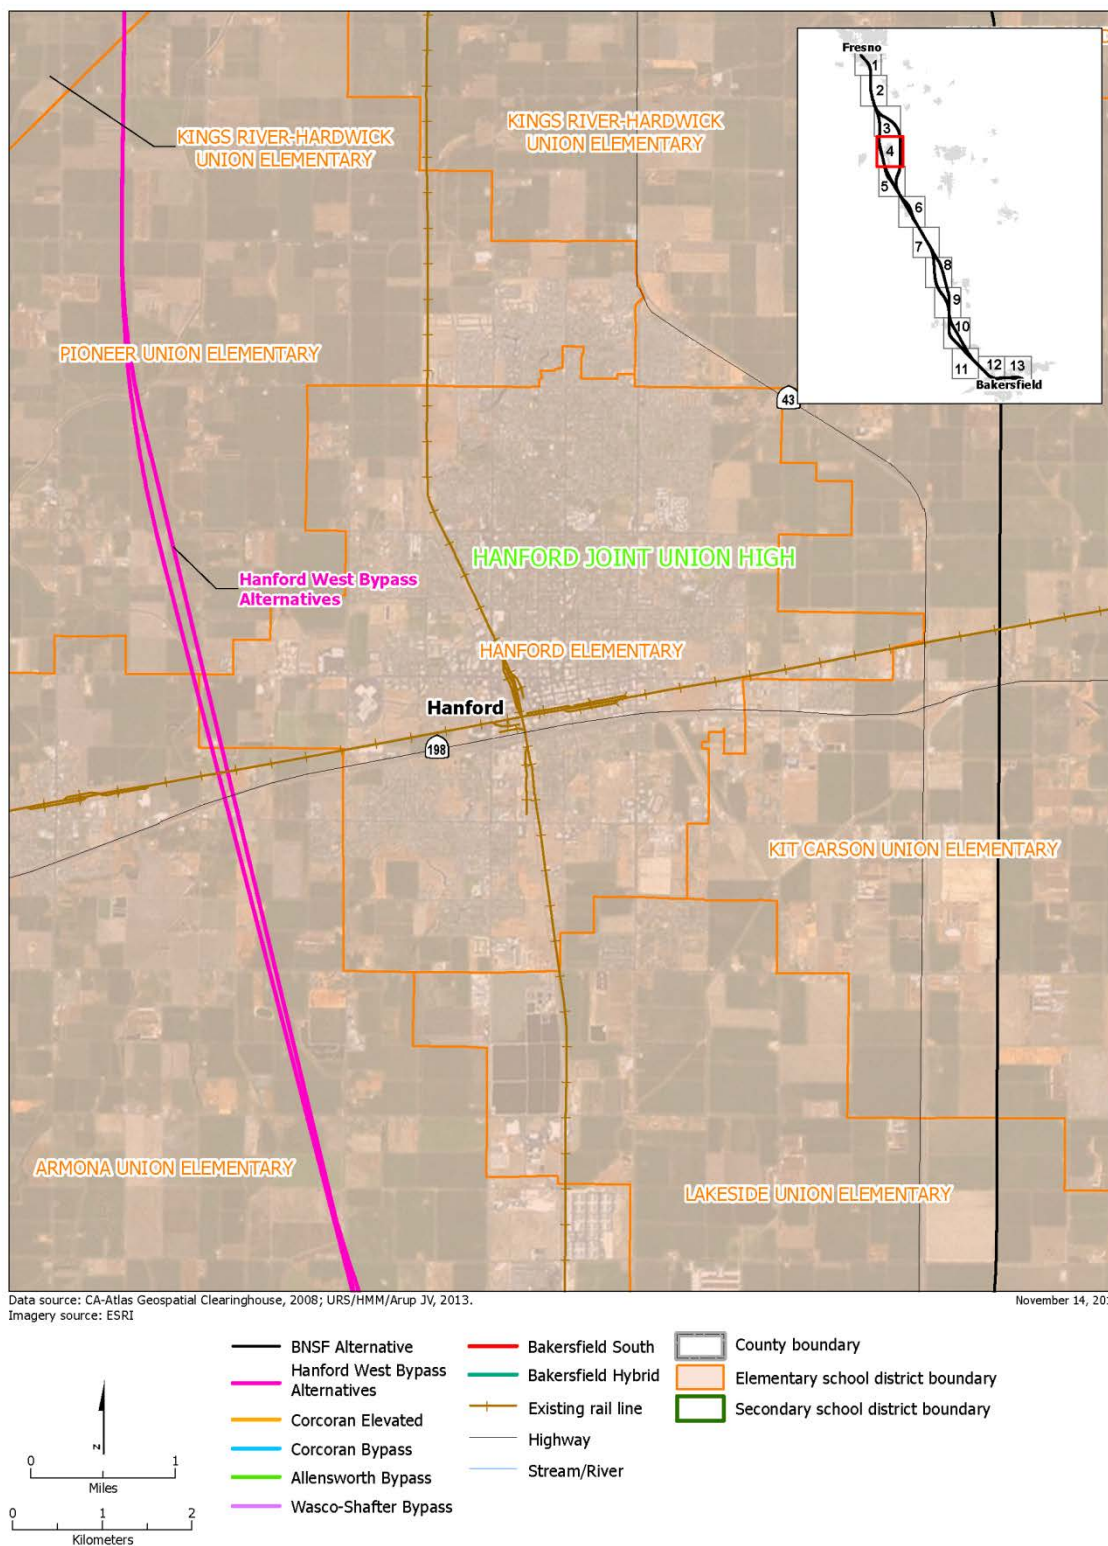 Fresno
1
2
3
4
5
6
7
8
9
10
11
12
13
Bakersfield
KINGS RIVER-HARDWICK
UNION ELEMENTARY
KINGS RIVER-HARDWICK
UNION ELEMENTARY
PIONEER UNION ELEMENTARY
43
HANFORD JOINT UNION HIGH
Hanford West Bypass
Alternatives
HANFORD ELEMENTARY
Hanford
198
KIT CARSON UNION ELEMENTARY
ARMONA UNION ELEMENTARY
LAKESIDE UNION ELEMENTARY
Data source: CA-Atlas Geospatial Clearinghouse, 2008; URS/HMM/Arup JV, 2013.
Imagery source: ESRI
November 14, 201
BNSF Alternative
Hanford West Bypass
Alternatives
Corcoran Elevated
Corcoran Bypass
Allensworth Bypass
Wasco-Shafter Bypass
Bakersfield South
Bakersfield Hybrid
Existing rail line
Highway
Stream/River
County boundary
Elementary school district boundary
Secondary school district boundary
N
0 1
Miles
0 1 2
Kilometers